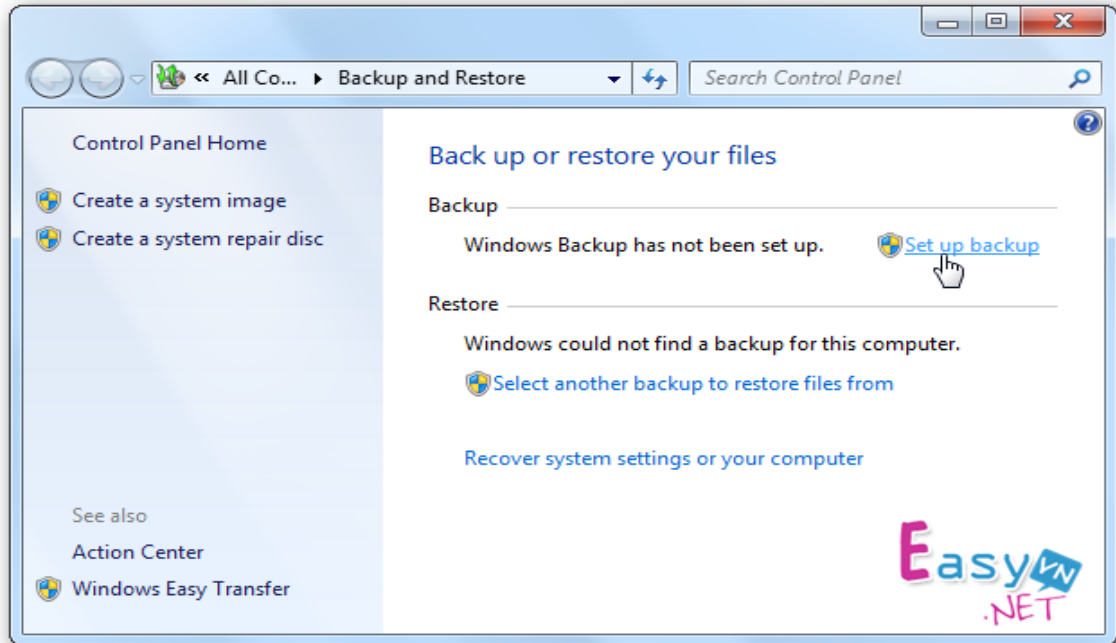 « All Co... ▸ Backup and Restore
Search Control Panel
Control Panel Home
Create a system image
Create a system repair disc
See also
Action Center
Windows Easy Transfer
Back up or restore your files
Backup
Windows Backup has not been set up.
Set up backup
Restore
Windows could not find a backup for this computer.
Select another backup to restore files from
Recover system settings or your computer
Easy VN
.NET